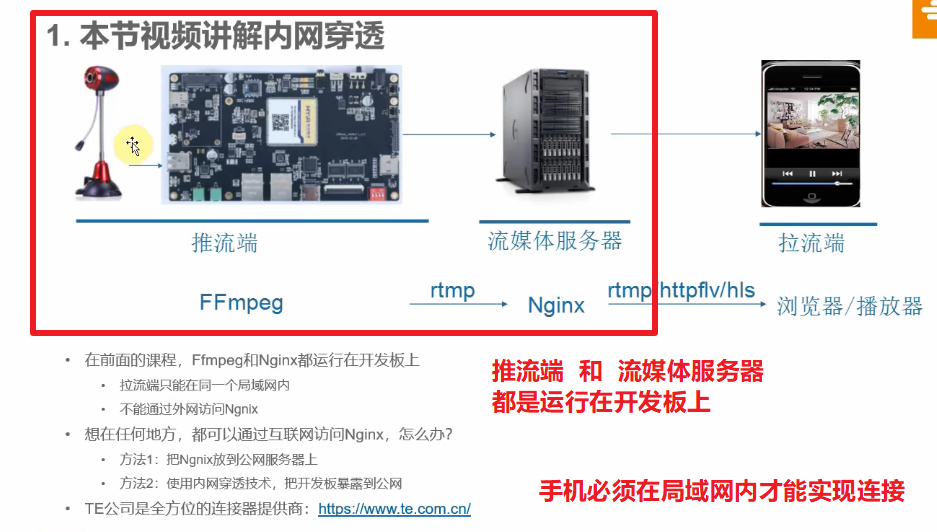 1. 本节视频讲解内网穿透
推流端
流媒体服务器
拉流端
FFmpeg
rtmp
Nginx
rtmp/httpflv/hls
浏览器/播放器
• 在前面的课程，Ffmpeg和Nginx都运行在开发板上
• 拉流端只能在同一个局域网内
• 不能通过外网访问Ngnix
• 想在任何地方，都可以通过互联网访问Nginx，怎么办？
• 方法1：把Ngnix放到公网服务器上
• 方法2：使用内网穿透技术，把开发板暴露到公网
• TE公司是全方位的连接器提供商：https://www.te.com.cn/
推流端 和 流媒体服务器
都是运行在开发板上
手机必须在局域网内才能实现连接